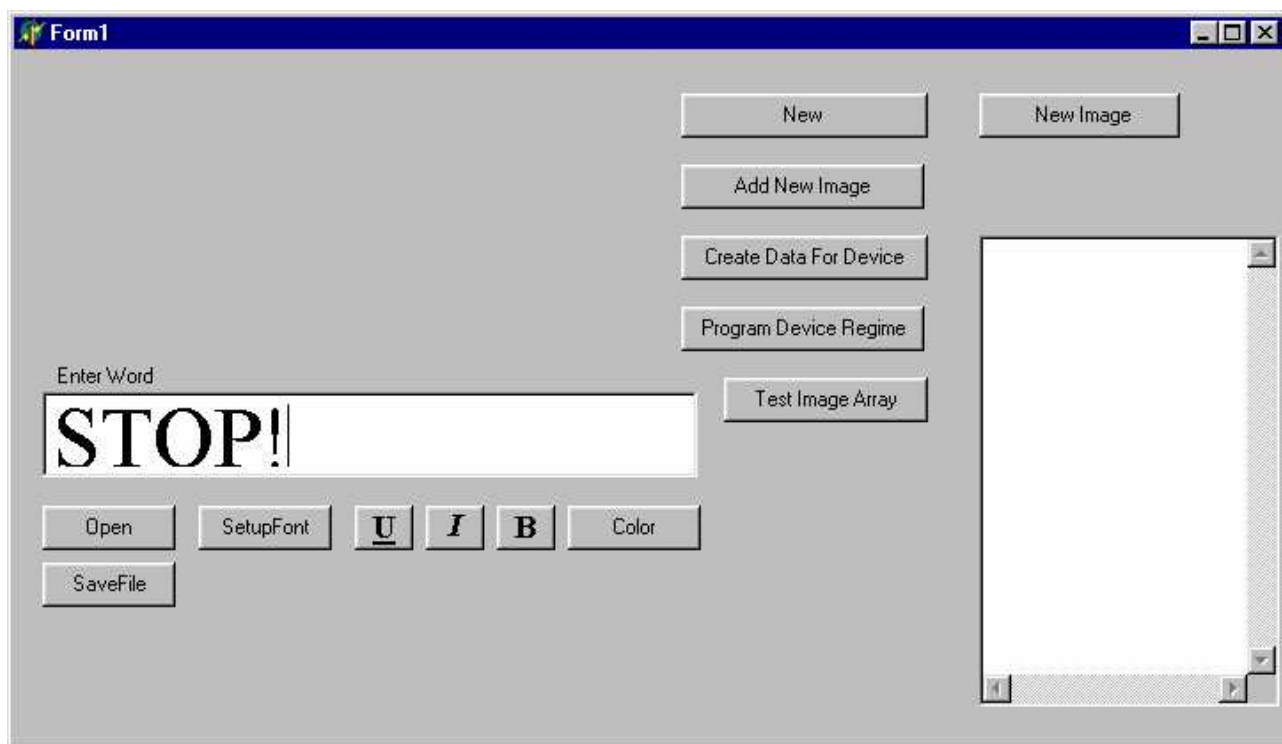 Form1
New New Image
Add New Image
Create Data For Device
Program Device Regime
Enter Word
Test Image Array
STOP!
Open SetupFont U I B Color
SaveFile